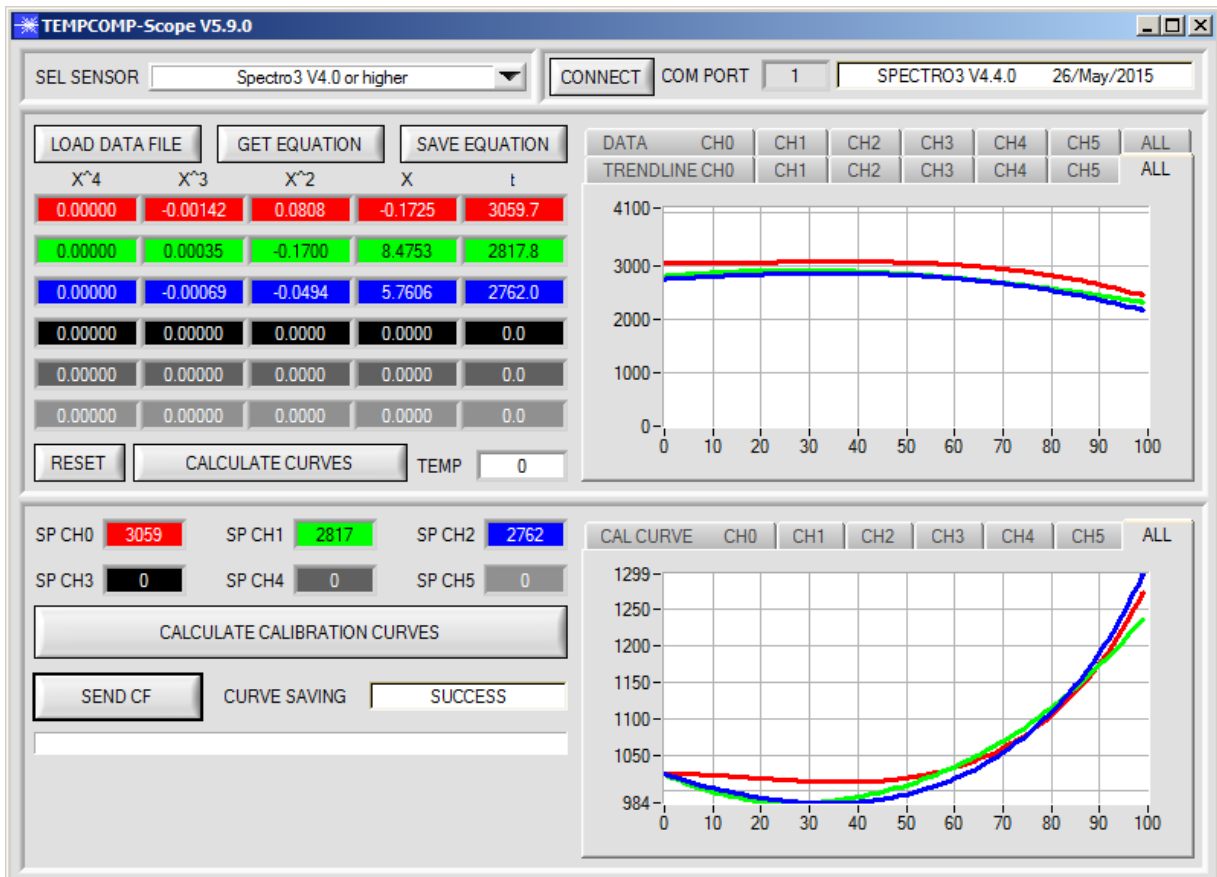 TEMPCOMP-Scope V5.9.0
SEL SENSOR Spectro3 V4.0 or higher CONNECT COM PORT 1 SPECTRO3 V4.4.0 26/May/2015
LOAD DATA FILE GET EQUATION SAVE EQUATION
X^4 X^3 X^2 X t
0.00000 -0.00142 0.0808 -0.1725 3059.7
0.00000 0.00035 -0.1700 8.4753 2817.8
0.00000 -0.00069 -0.0494 5.7606 2762.0
0.00000 0.00000 0.0000 0.0000 0.0
0.00000 0.00000 0.0000 0.0000 0.0
0.00000 0.00000 0.0000 0.0000 0.0
RESET CALCULATE CURVES TEMP 0
DATA CH0 CH1 CH2 CH3 CH4 CH5 ALL
TRENDLINE CH0 CH1 CH2 CH3 CH4 CH5 ALL
4100
3000
2000
1000
0
0 10 20 30 40 50 60 70 80 90 100
SP CH0 3059 SP CH1 2817 SP CH2 2762
SP CH3 0 SP CH4 0 SP CH5 0
CALCULATE CALIBRATION CURVES
SEND CF CURVE SAVING SUCCESS
CAL CURVE CH0 CH1 CH2 CH3 CH4 CH5 ALL
1299
1250
1200
1150
1100
1050
984
0 10 20 30 40 50 60 70 80 90 100